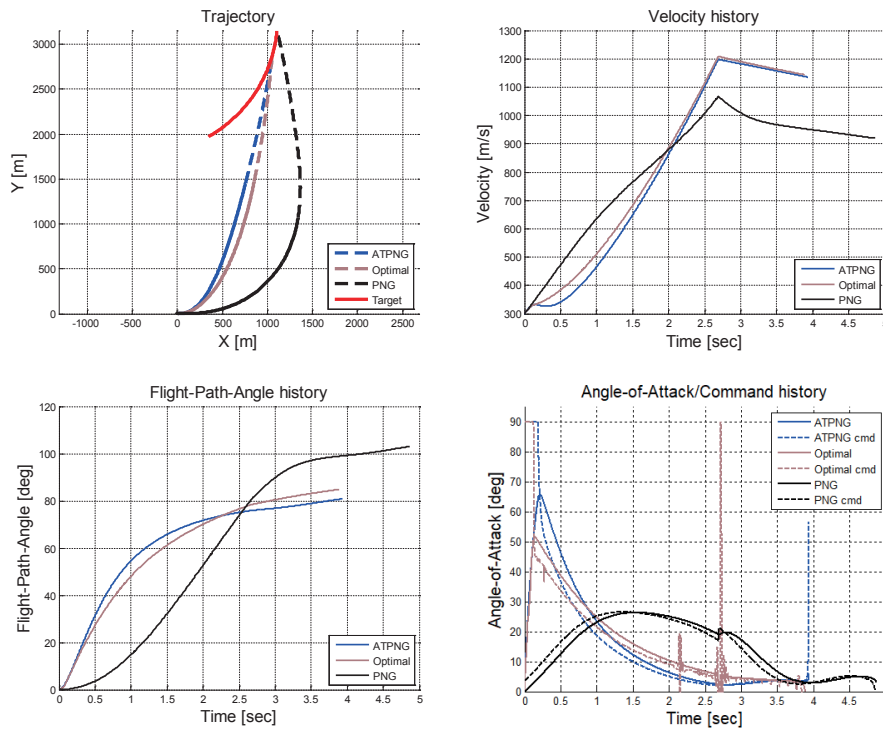 Trajectory
3000
2500
2000
1500
1000
500
0
Y [m]
-1000 -500 0 500 1000 1500 2000 2500
X [m]
ATPNG
Optimal
PNG
Target
Velocity history
1300
1200
1100
1000
900
800
700
600
500
400
300
Velocity [m/s]
0 0.5 1 1.5 2 2.5 3 3.5 4 4.5 5
Time [sec]
ATPNG
Optimal
PNG
Flight-Path-Angle history
120
100
80
60
40
20
0
Flight-Path-Angle [deg]
0 0.5 1 1.5 2 2.5 3 3.5 4 4.5 5
Time [sec]
ATPNG
Optimal
PNG
Angle-of-Attack/Command history
90
80
70
60
50
40
30
20
10
0
Angle-of-Attack [deg]
0 0.5 1 1.5 2 2.5 3 3.5 4 4.5 5
Time [sec]
ATPNG
ATPNG cmd
Optimal
Optimal cmd
PNG
PNG cmd